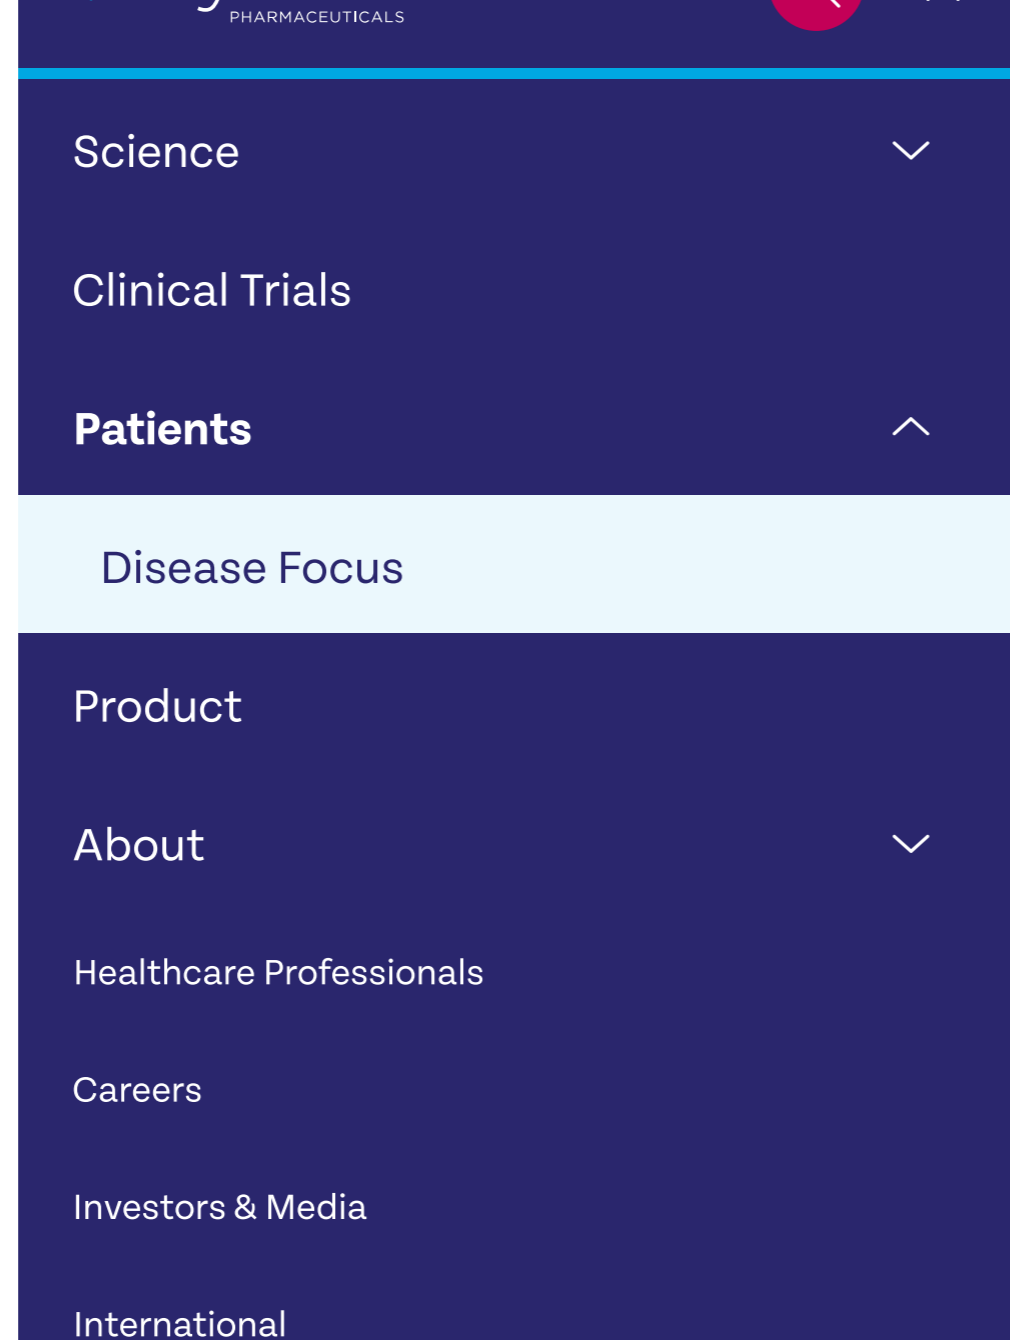 PHARMACEUTICALS
Science
Clinical Trials
Patients
Disease Focus
Product
About
Healthcare Professionals
Careers
Investors & Media
International